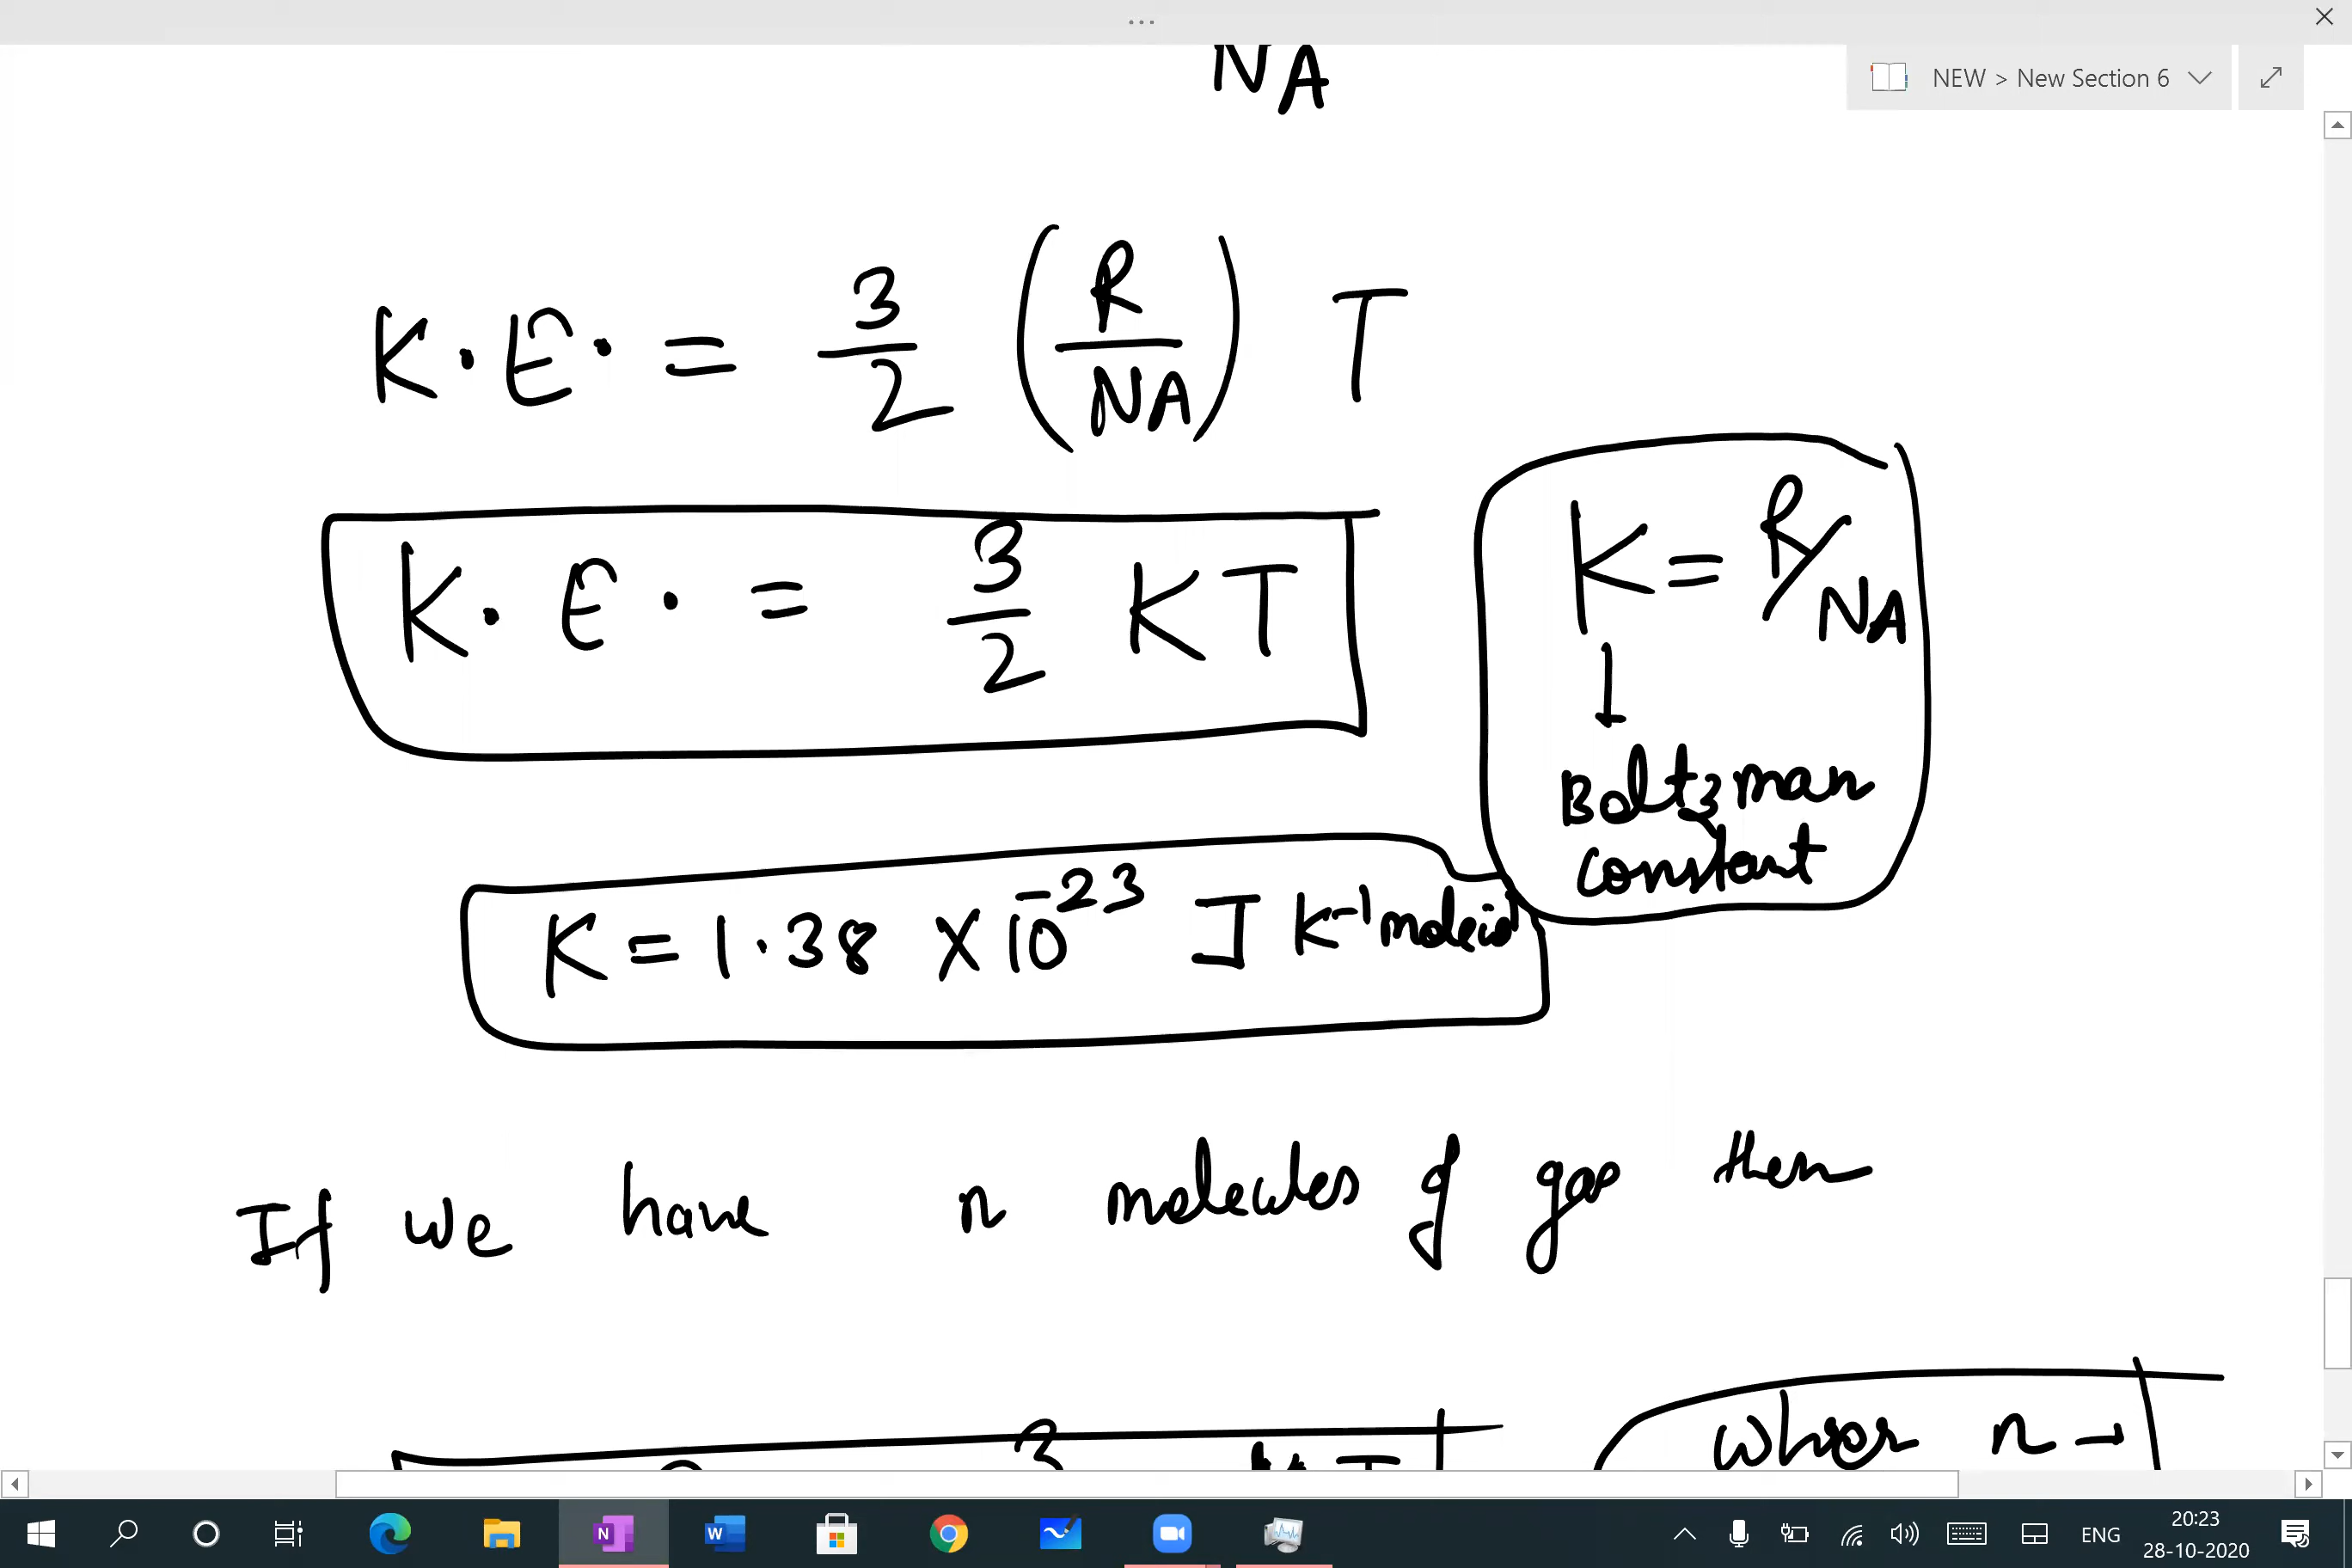 ...
NEW > New Section 6
NA
K.E. = 3/2 (R/NA) T
K.E. = 3/2 KT
K = R/NA
Boltzman
constant
K = 1.38 × 10⁻²³ J K⁻¹
If we have n molecules of gas then
3
where n →
ENG
20:23
28-10-2020